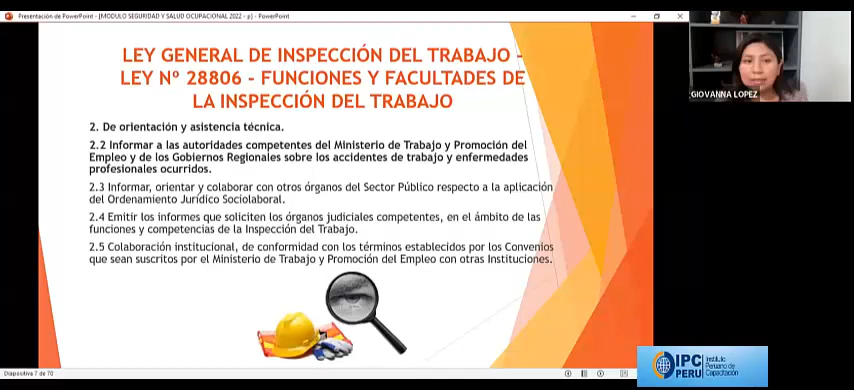 Presentación de PowerPoint - [MODULO SEGURIDAD Y SALUD OCUPACIONAL 2022 - p] - PowerPoint
LEY GENERAL DE INSPECCIÓN DEL TRABAJO -
LEY Nº 28806 - FUNCIONES Y FACULTADES DE
LA INSPECCIÓN DEL TRABAJO
2. De orientación y asistencia técnica.
2.2 Informar a las autoridades competentes del Ministerio de Trabajo y Promoción del
Empleo y de los Gobiernos Regionales sobre los accidentes de trabajo y enfermedades
profesionales ocurridos.
2.3 Informar, orientar y colaborar con otros órganos del Sector Público respecto a la aplicación
del Ordenamiento Jurídico Sociolaboral.
2.4 Emitir los informes que soliciten los órganos judiciales competentes, en el ámbito de las
funciones y competencias de la Inspección del Trabajo.
2.5 Colaboración institucional, de conformidad con los términos establecidos por los Convenios
que sean suscritos por el Ministerio de Trabajo y Promoción del Empleo con otras Instituciones.
Diapositiva 7 de 70
GIOVANNA LOPEZ
IPC
PERU
Instituto
Peruano de
Capacitación